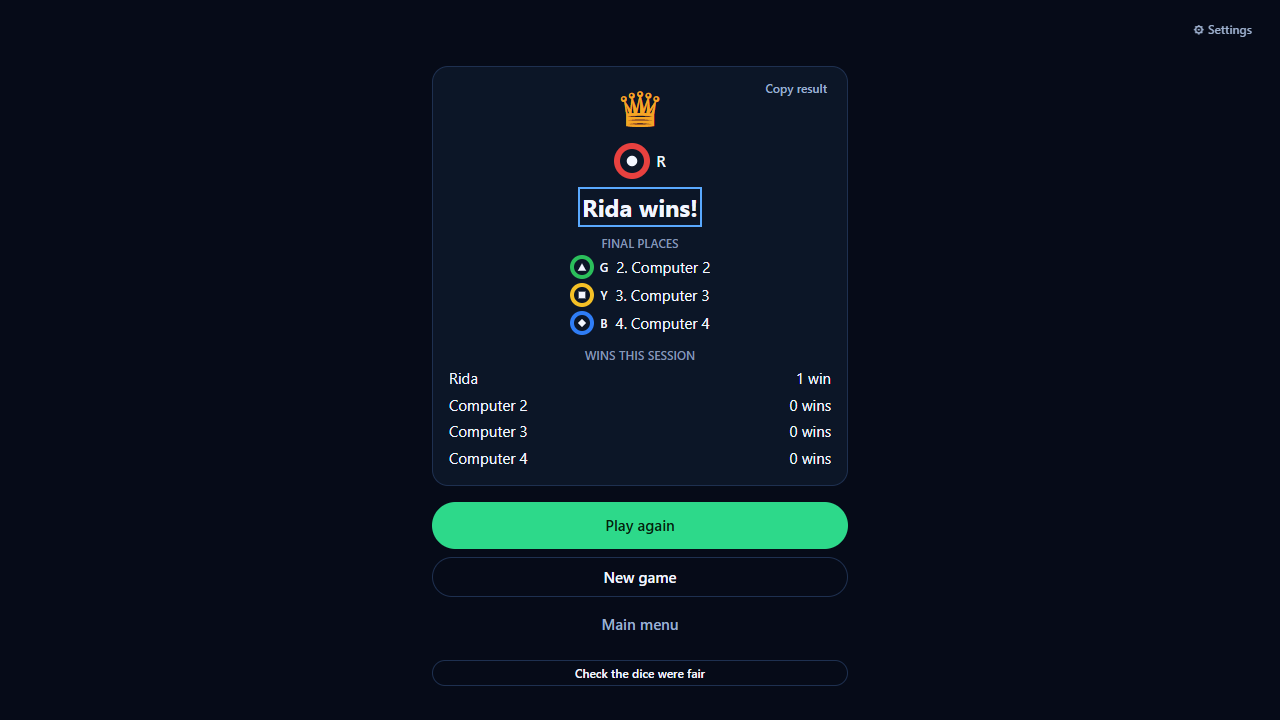 ⚙ Settings
Copy result
R
Rida wins!
FINAL PLACES
G 2. Computer 2
Y 3. Computer 3
B 4. Computer 4
WINS THIS SESSION
Rida 1 win
Computer 2 0 wins
Computer 3 0 wins
Computer 4 0 wins
Play again
New game
Main menu
Check the dice were fair